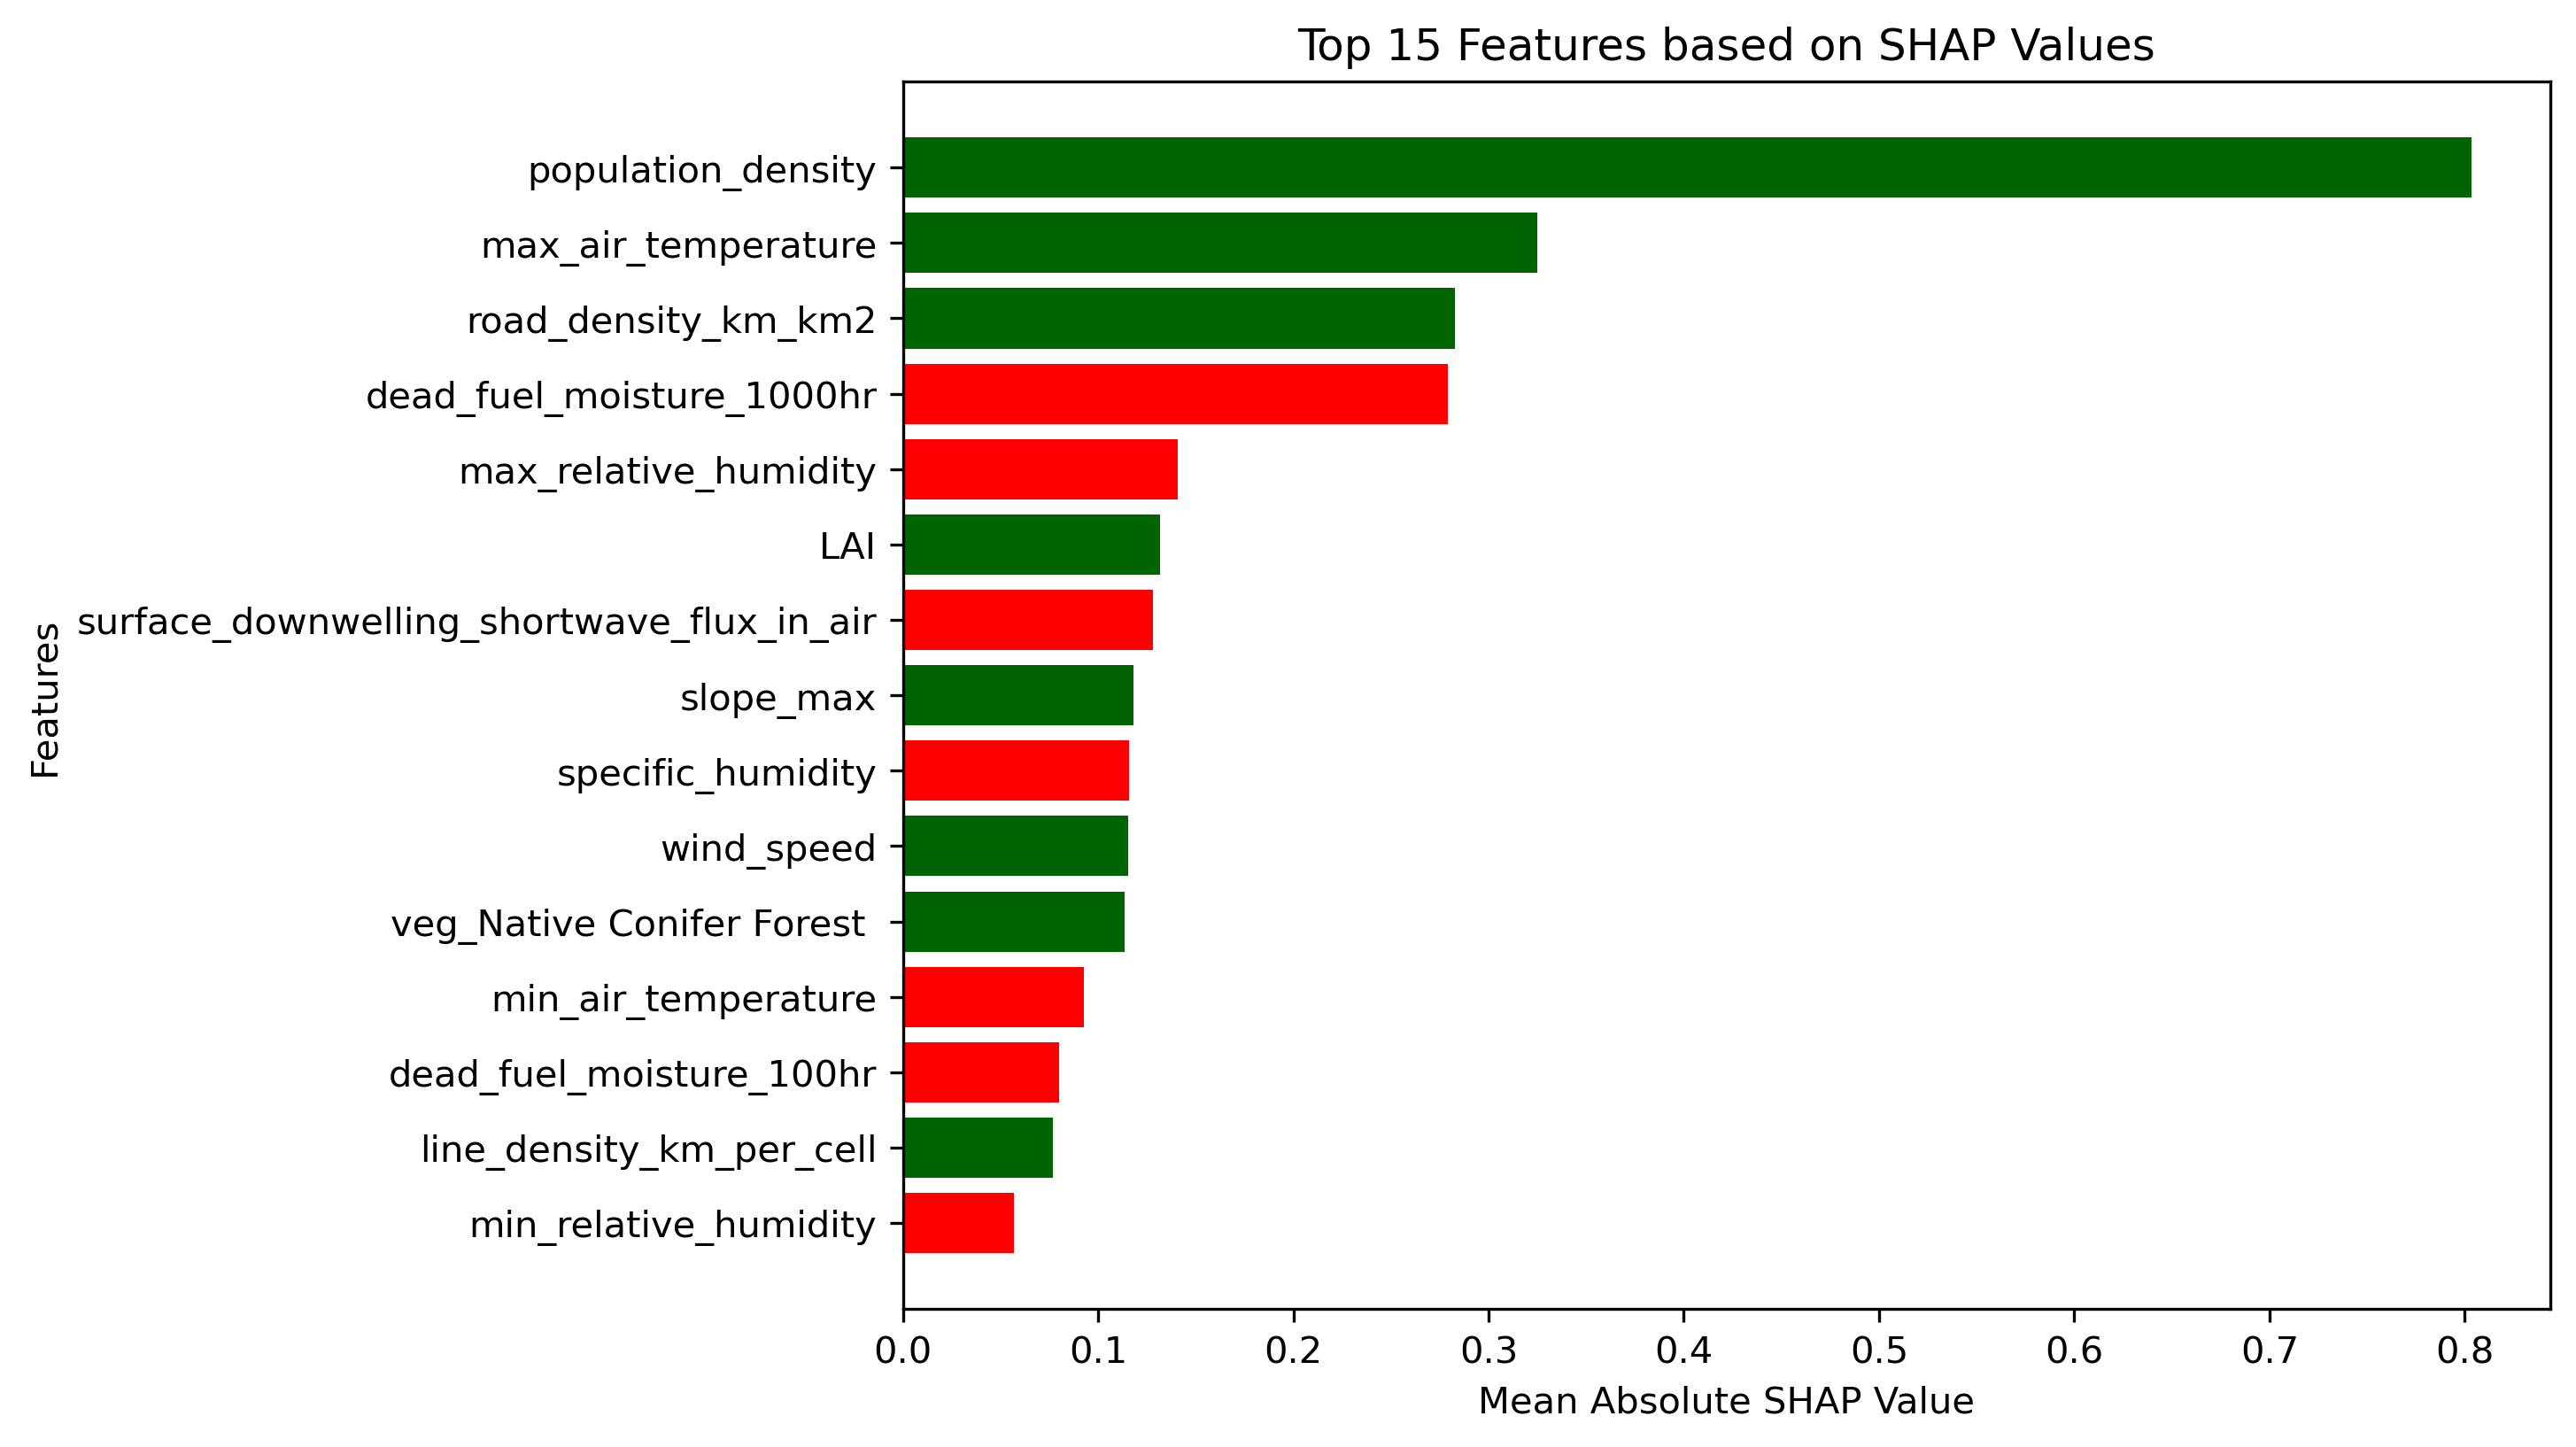 Top 15 Features based on SHAP Values
population_density
max_air_temperature
road_density_km_km2
dead_fuel_moisture_1000hr
max_relative_humidity
LAI
surface_downwelling_shortwave_flux_in_air
slope_max
specific_humidity
wind_speed
veg_Native Conifer Forest
min_air_temperature
dead_fuel_moisture_100hr
line_density_km_per_cell
min_relative_humidity
Features
0.0 0.1 0.2 0.3 0.4 0.5 0.6 0.7 0.8
Mean Absolute SHAP Value